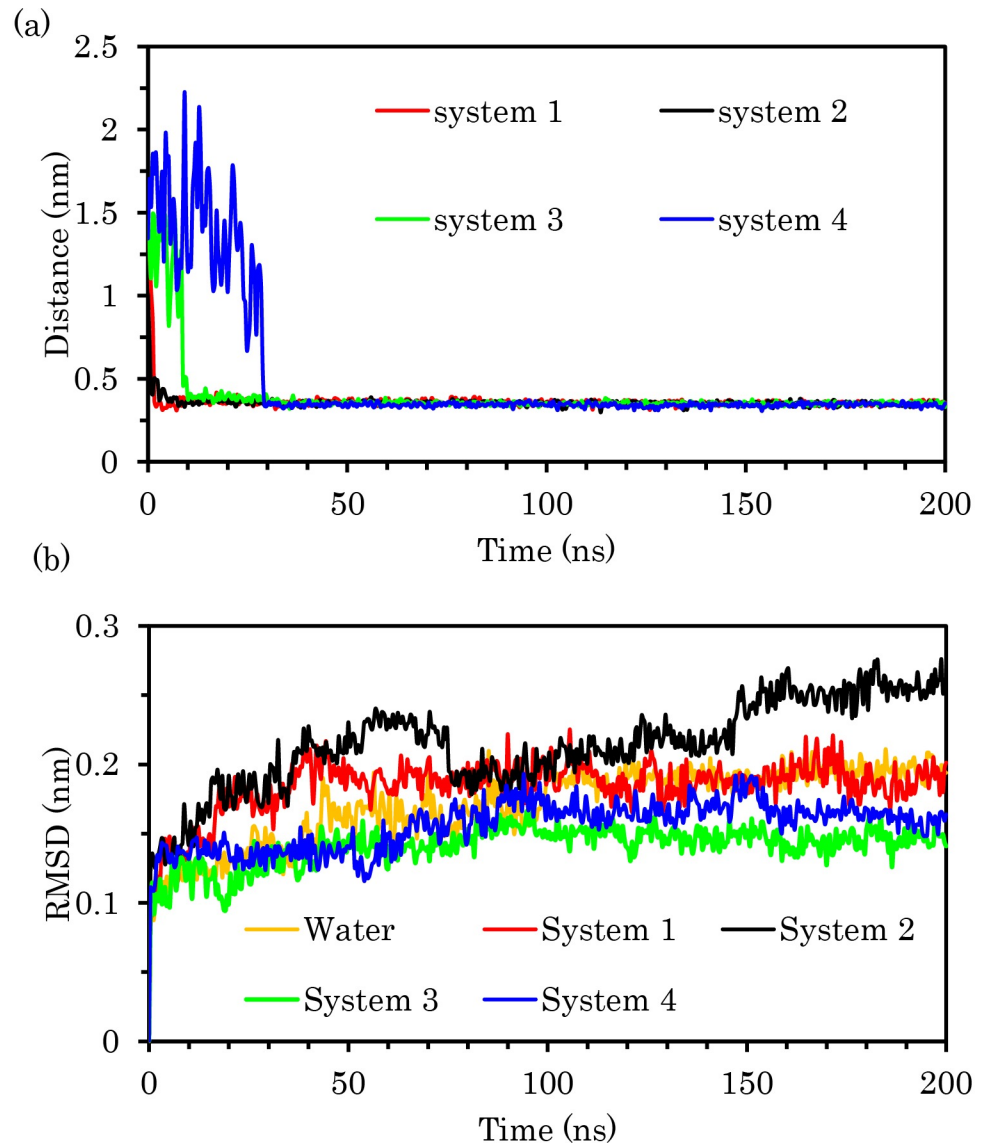 (a)
2.5
2
1.5
1
0.5
0
Distance (nm)
system 1
system 2
system 3
system 4
0
50
100
150
200
Time (ns)
(b)
0.3
0.2
0.1
0
RMSD (nm)
Water
System 1
System 2
System 3
System 4
0
50
100
150
200
Time (ns)